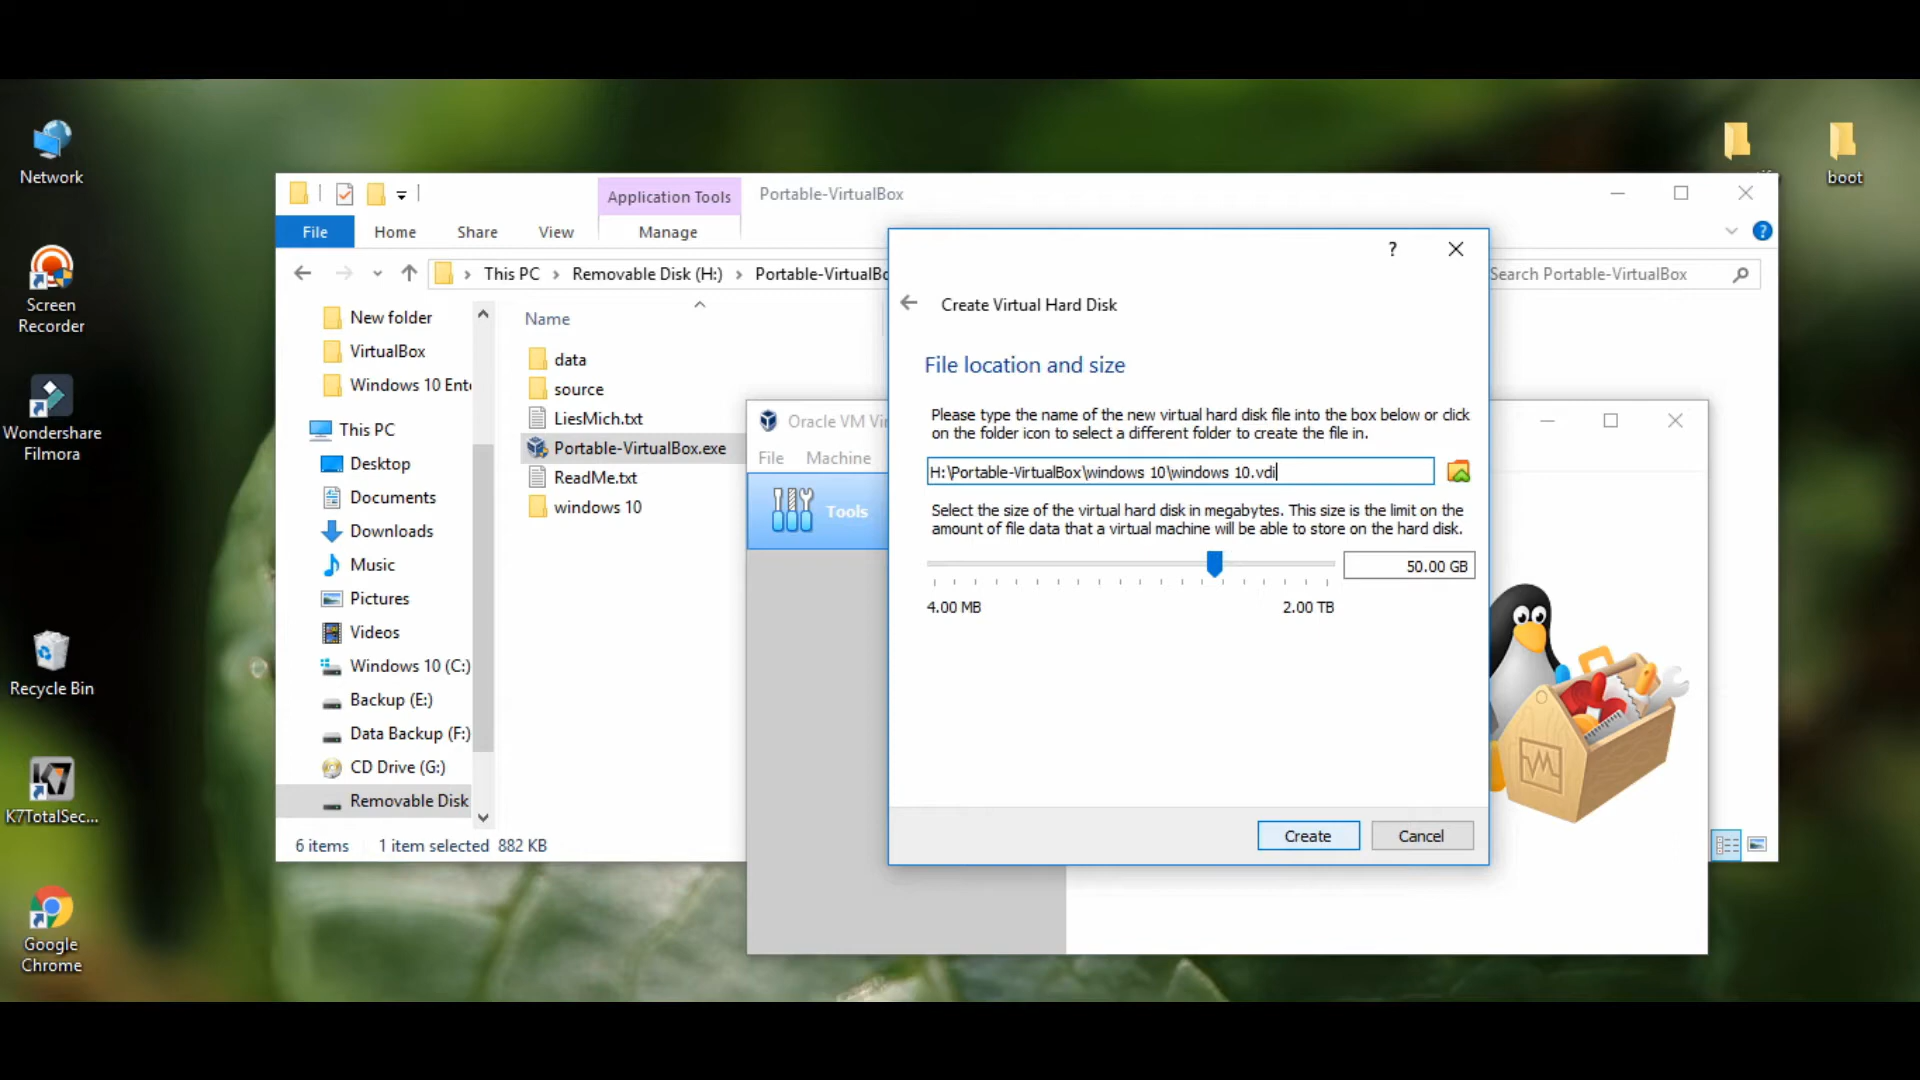 Network
Screen
Recorder
Wondershare
Filmora
Recycle Bin
K7TotalSec...
Google
Chrome
boot
Application Tools
Portable-VirtualBox
File
Home
Share
View
Manage
This PC
Removable Disk (H:)
Portable-VirtualBo
Search Portable-VirtualBox
New folder
VirtualBox
Windows 10 Ente
This PC
Desktop
Documents
Downloads
Music
Pictures
Videos
Windows 10 (C:)
Backup (E:)
Data Backup (F:)
CD Drive (G:)
Removable Disk
Name
data
source
LiesMich.txt
Portable-VirtualBox.exe
ReadMe.txt
windows 10
6 items
1 item selected 882 KB
Oracle VM Vi
File
Machine
Tools
?
Create Virtual Hard Disk
File location and size
Please type the name of the new virtual hard disk file into the box below or click
on the folder icon to select a different folder to create the file in.
H:\Portable-VirtualBox\windows 10\windows 10.vdi
Select the size of the virtual hard disk in megabytes. This size is the limit on the
amount of file data that a virtual machine will be able to store on the hard disk.
50.00 GB
4.00 MB
2.00 TB
Create
Cancel